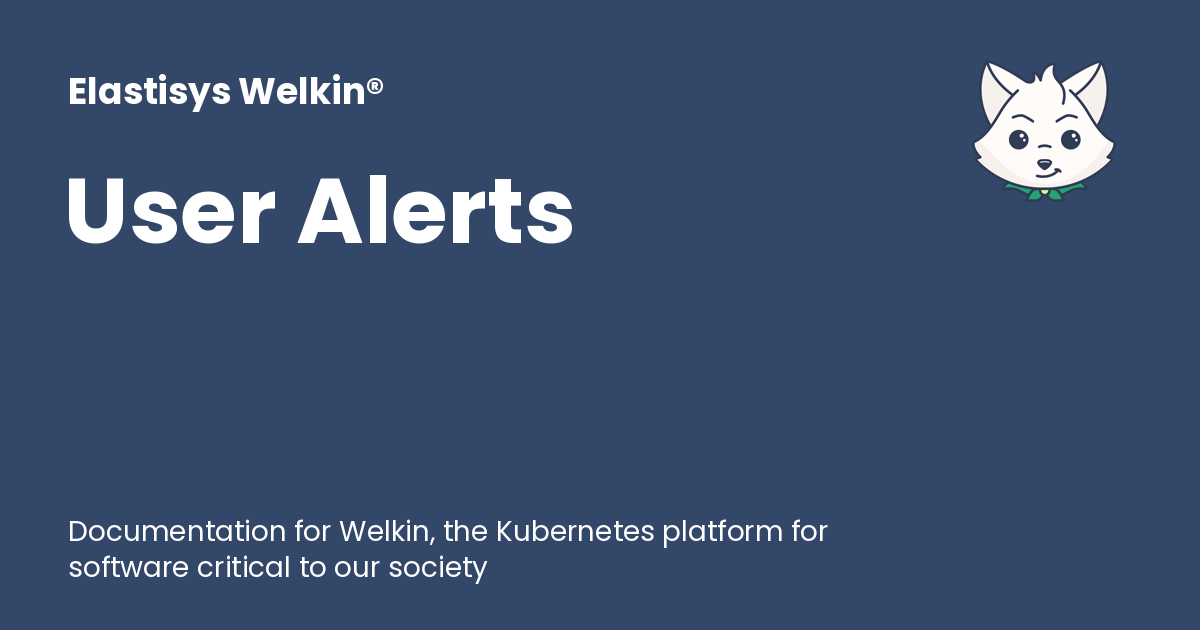 Elastisys Welkin®
User Alerts
Documentation for Welkin, the Kubernetes platform for
software critical to our society